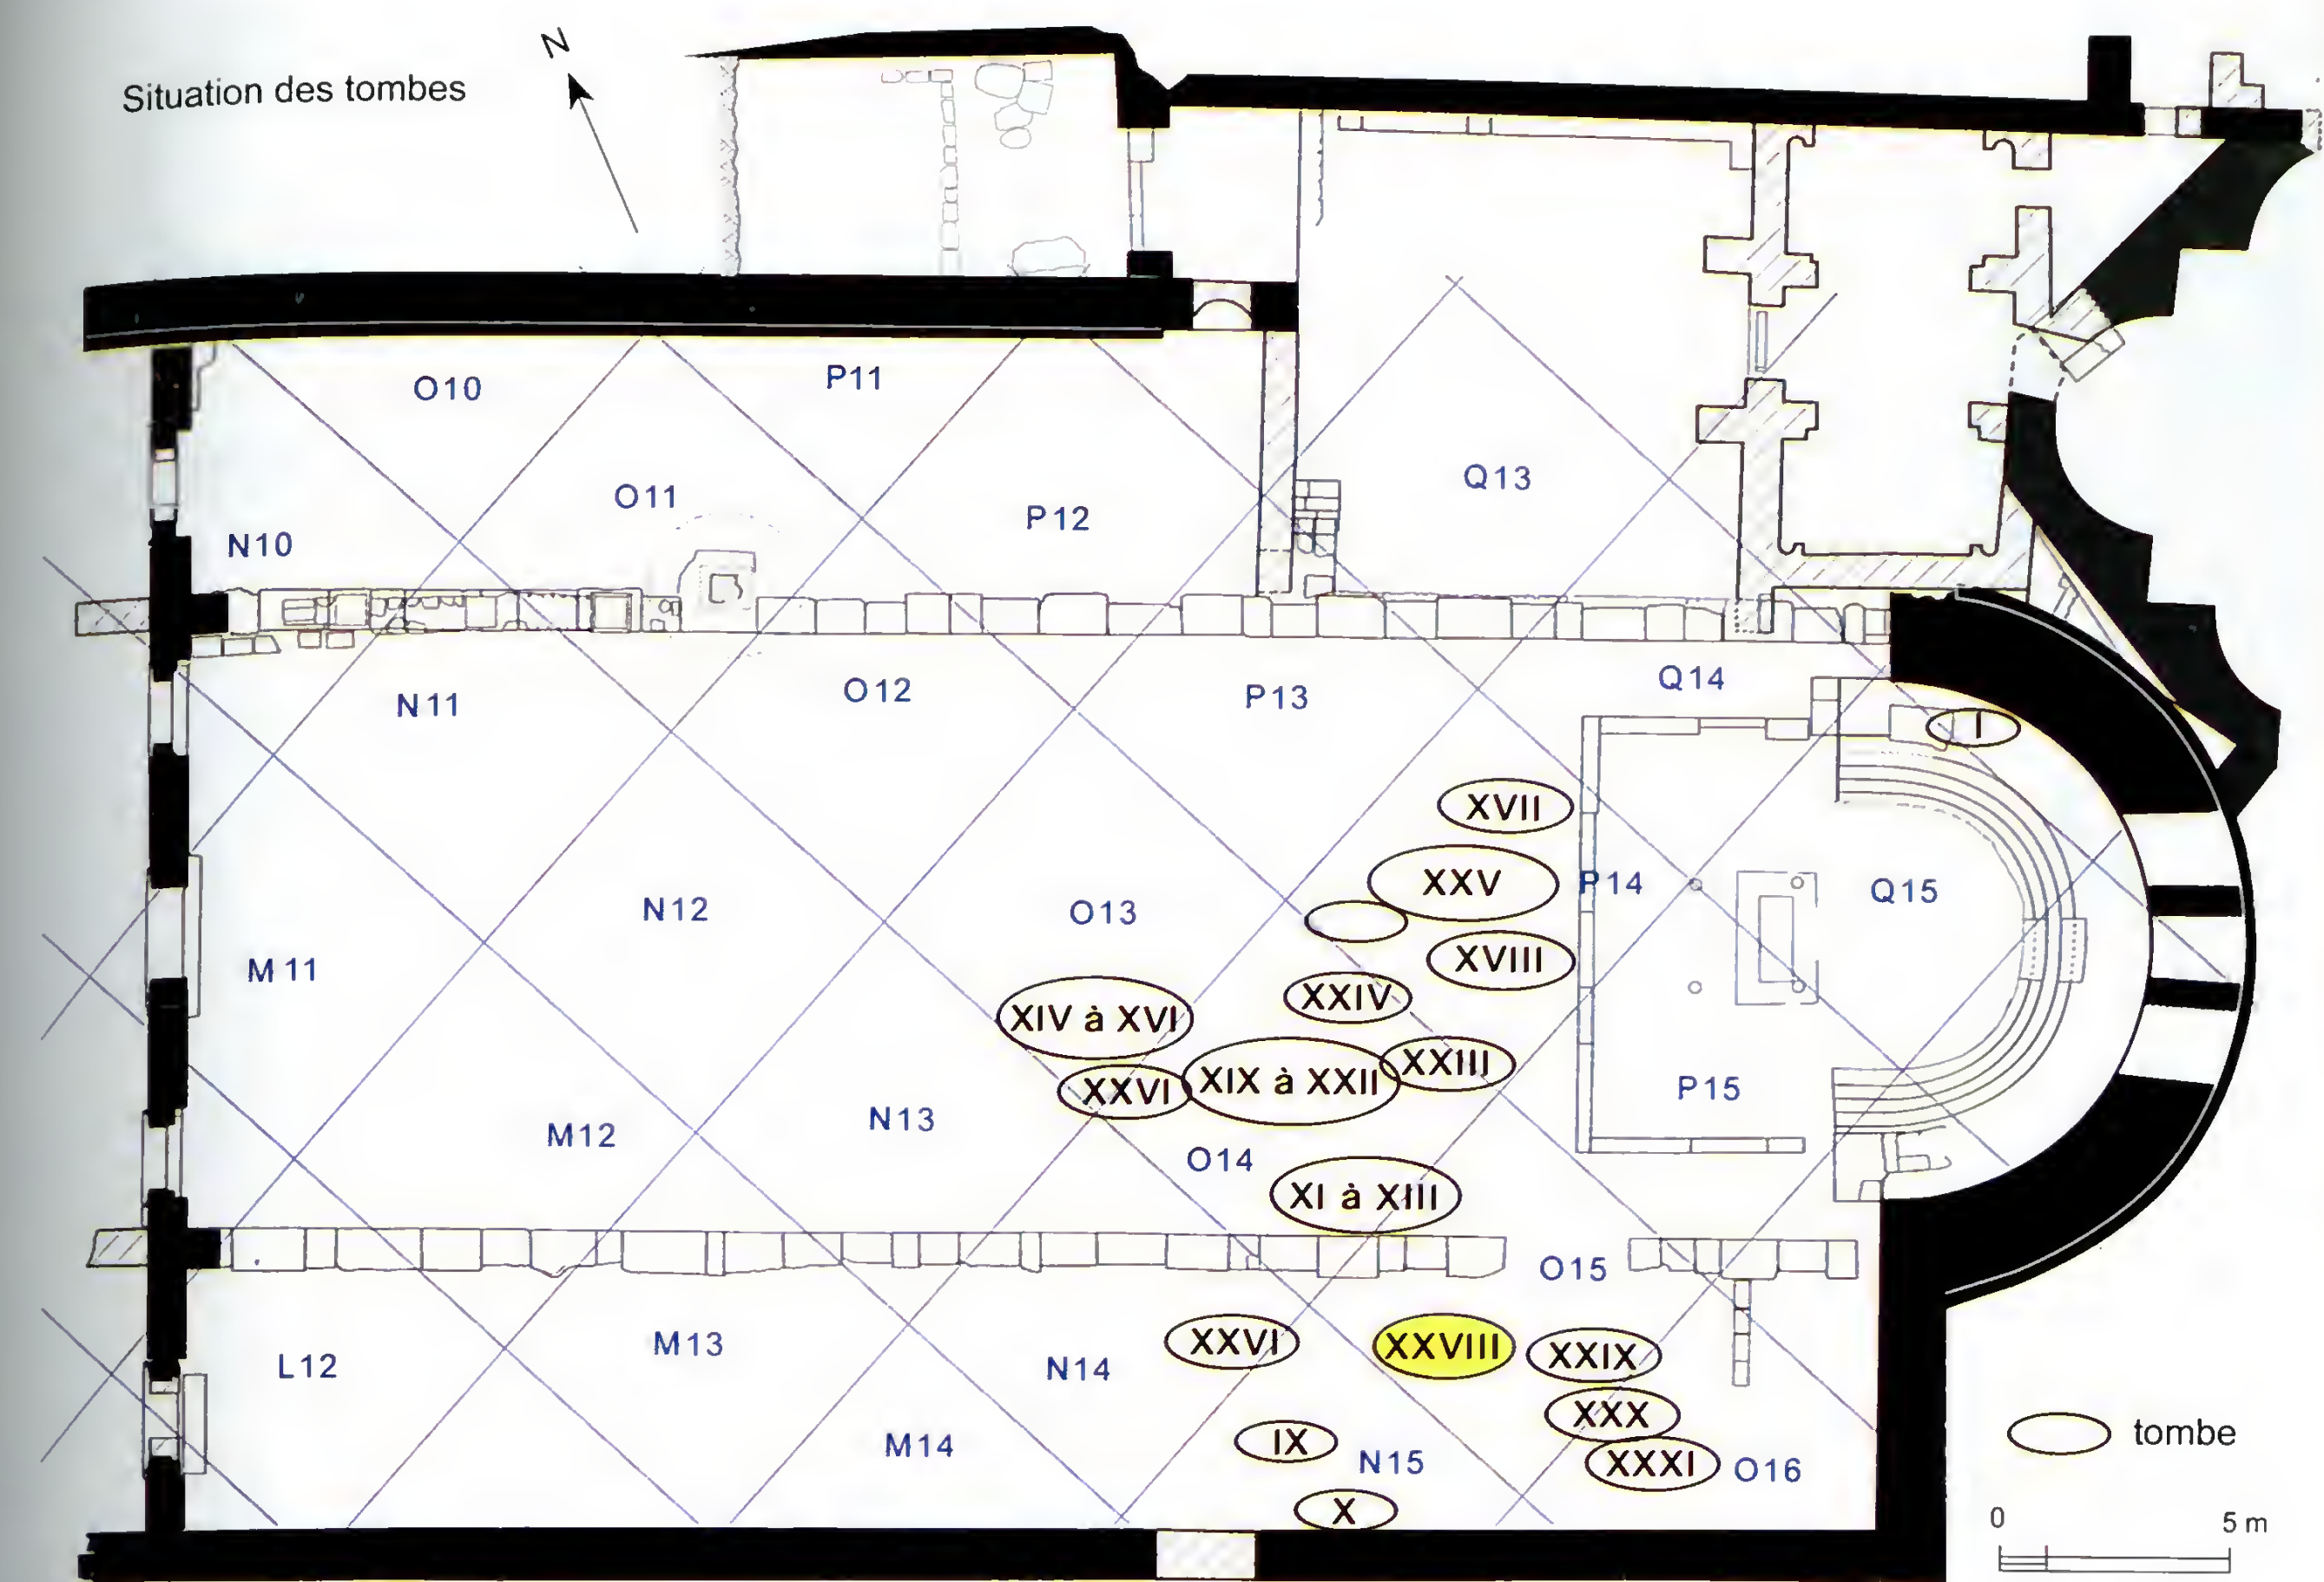 Situation des tombes
N
O10
P11
O11
P12
Q13
N10
N11
O12
P13
Q14
I
XVII
XXV
P14
Q15
N12
O13
XVIII
M11
XXIV
XIV à XVI
XXIII
XXVI
XIX à XXII
P15
M12
N13
O14
XI à XIII
O15
XXVI
XXVIII
XXIX
L12
M13
N14
XXX
IX
M14
N15
XXXI
O16
tombe
X
0
5 m